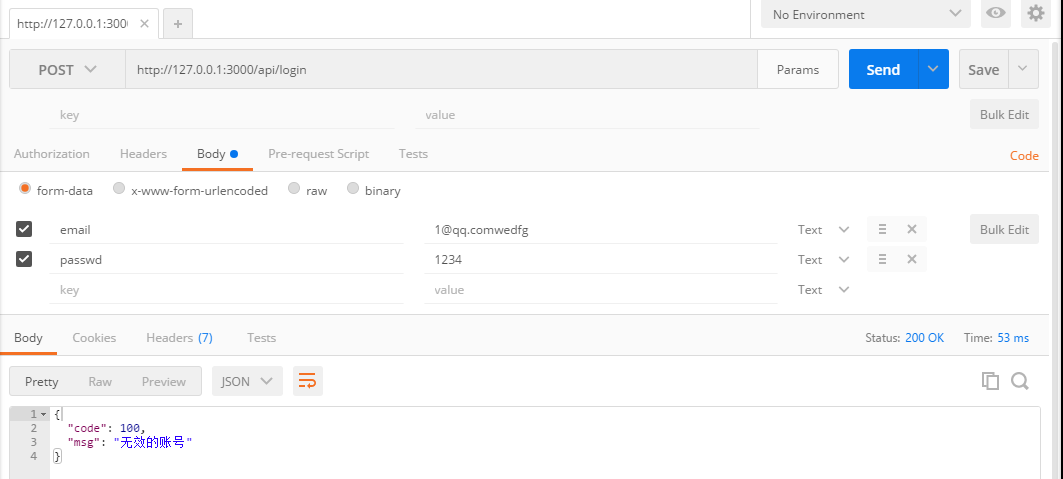 http://127.0.0.1:3000
No Environment
POST http://127.0.0.1:3000/api/login Params Send Save
key value Bulk Edit
Authorization Headers Body Pre-request Script Tests Code
form-data x-www-form-urlencoded raw binary
email 1@qq.comwedfg Text Bulk Edit
passwd 1234 Text
key value Text
Body Cookies Headers (7) Tests Status: 200 OK Time: 53 ms
Pretty Raw Preview JSON
1 {
2 "code": 100,
3 "msg": "无效的账号"
4 }